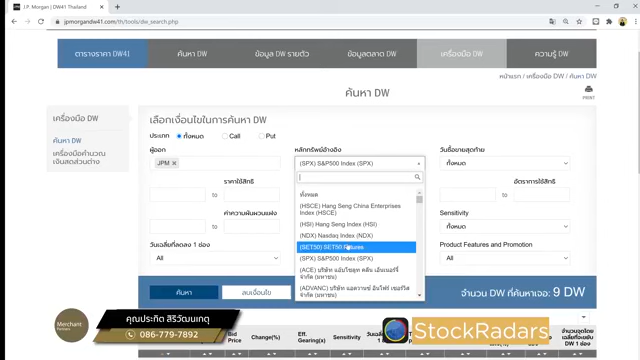 J.P. Morgan | DW41 Thailand
jpmorgandw41.com/th/tools/dw_search.php
ตารางราคา DW41
ค้นหา DW
ข้อมูล DW รายตัว
ข้อมูลตลาด DW
เครื่องมือ DW
ความรู้ DW
หน้าแรก / เครื่องมือ DW / ค้นหา DW
ค้นหา DW
PRINT
เครื่องมือ DW
ค้นหา DW
เครื่องมือคำนวณเงินสดส่วนต่าง
เลือกเงื่อนไขในการค้นหา DW
ประเภท ทั้งหมด Call Put
ผู้ออก
หลักทรัพย์อ้างอิง
วันซื้อขายสุดท้าย
JPM ×
(SPX) S&P500 Index (SPX)
ทั้งหมด
ราคาใช้สิทธิ
อัตราการใช้สิทธิ
to
to
ค่าความผันผวนแฝง
Sensitivity
to
ทั้งหมด
Product Features and Promotion
All
All
ทั้งหมด
(HSCE) Hang Seng China Enterprises
Index (HSCE)
(HSI) Hang Seng Index (HSI)
(NDX) Nasdaq Index (NDX)
(SET50) SET50 Futures
(SPX) S&P500 Index (SPX)
(ACE) บริษัท แอ๊บโซลูท คลีน เอ็นเนอร์จี้
จำกัด (มหาชน)
(ADVANC) บริษัท แอดวานซ์ อินโฟร์ เซอร์วิส
จำกัด (มหาชน)
ค้นหา
ลบเงื่อนไข
จำนวน DW ที่ค้นหาเจอ: 9 DW
Merchant
Partners
คุณประกิต สิริวัฒนเกตุ
086-779-7892
StockRadars
Bid
Price
Change(%)
Eff.
Gearing(x)
Sensitivity